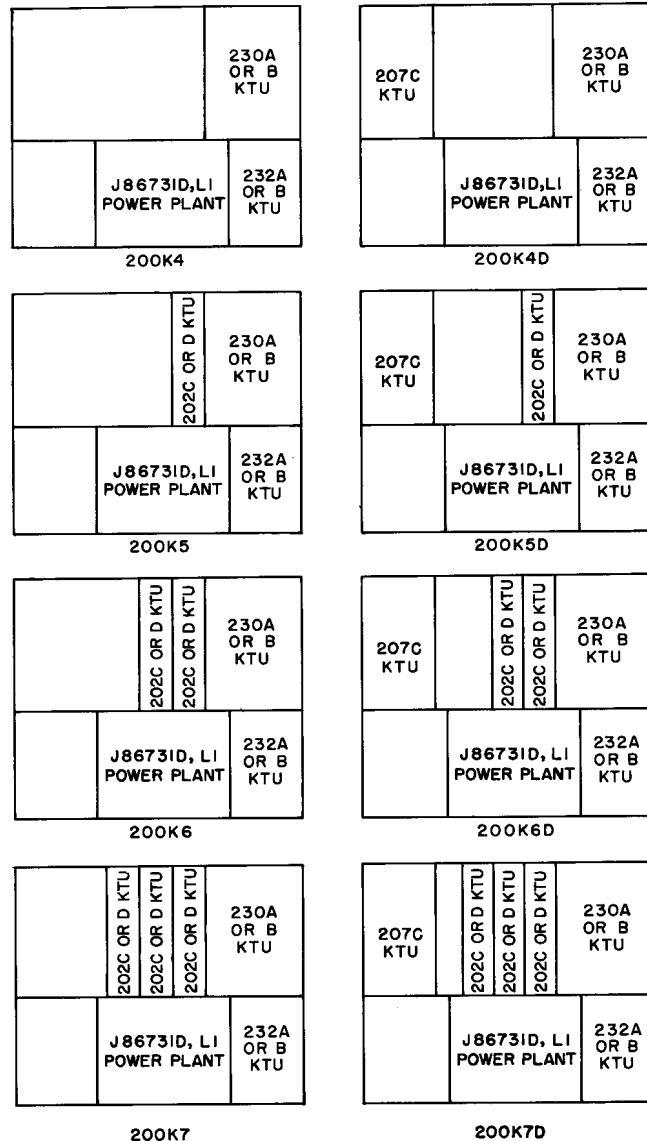 230A
OR B
KTU
J86731D, L1
POWER PLANT
232A
OR B
KTU
200K4
207C
KTU
230A
OR B
KTU
J86731D, L1
POWER PLANT
232A
OR B
KTU
200K4D
202C OR D KTU
230A
OR B
KTU
J86731D, L1
POWER PLANT
232A
OR B
KTU
200K5
207C
KTU
202C OR D KTU
230A
OR B
KTU
J86731D, L1
POWER PLANT
232A
OR B
KTU
200K5D
202C OR D KTU
202C OR D KTU
230A
OR B
KTU
J86731D, L1
POWER PLANT
232A
OR B
KTU
200K6
207C
KTU
202C OR D KTU
202C OR D KTU
230A
OR B
KTU
J86731D, L1
POWER PLANT
232A
OR B
KTU
200K6D
202C OR D KTU
202C OR D KTU
202C OR D KTU
230A
OR B
KTU
J86731D, L1
POWER PLANT
232A
OR B
KTU
200K7
207C
KTU
202C OR D KTU
202C OR D KTU
202C OR D KTU
230A
OR B
KTU
J86731D, L1
POWER PLANT
232A
OR B
KTU
200K7D